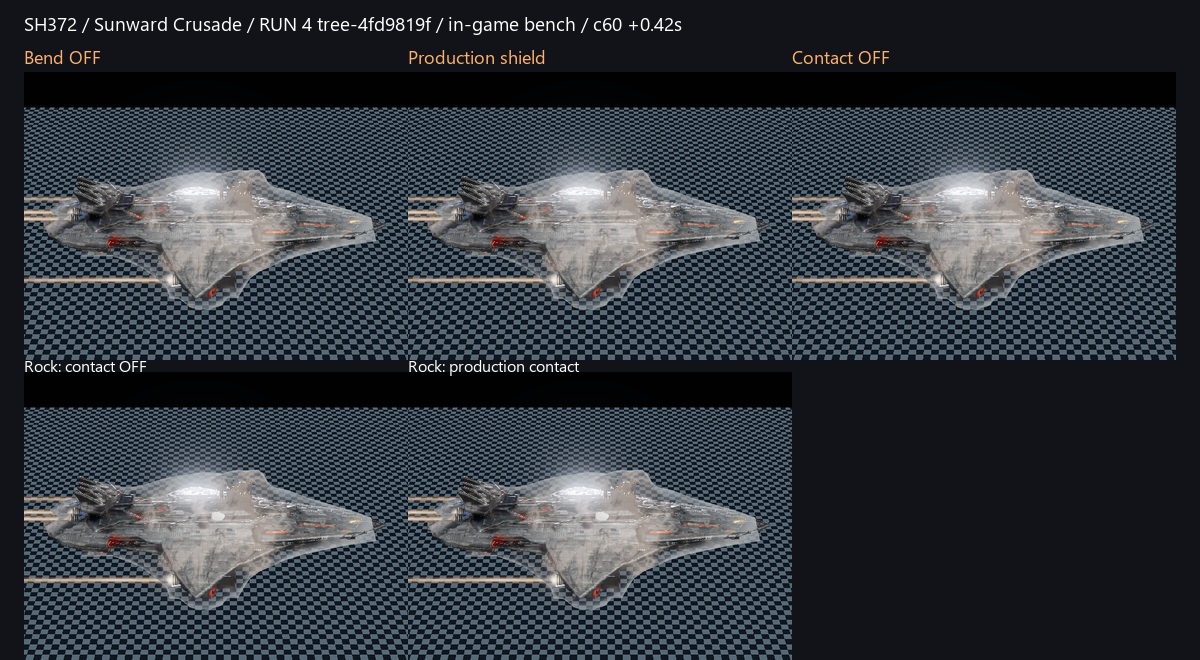 SH372 / Sunward Crusade / RUN 4 tree-4fd9819f / in-game bench / c60 +0.42s
Bend OFF
Production shield
Contact OFF
Rock: contact OFF
Rock: production contact